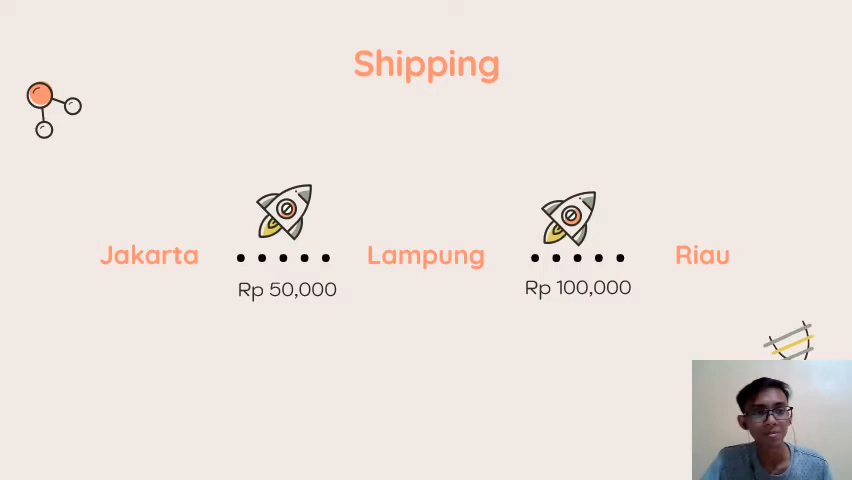 Shipping
Jakarta
Lampung
Riau
Rp 50,000
Rp 100,000